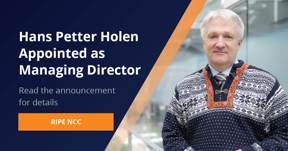 Hans Petter Holen
Appointed as
Managing Director
Read the announcement
for details
RIPE NCC